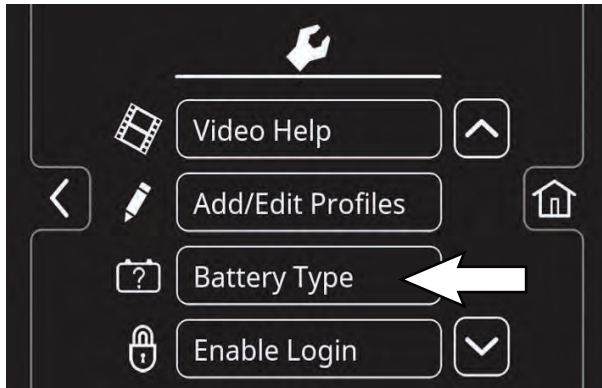 Video Help
Add/Edit Profiles
Battery Type
Enable Login